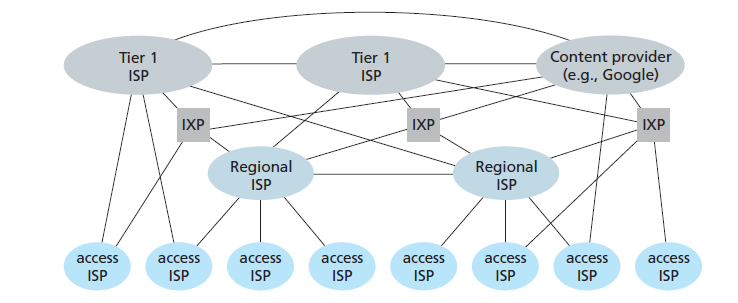 Tier 1
ISP
Tier 1
ISP
Content provider
(e.g., Google)
IXP
IXP
IXP
Regional
ISP
Regional
ISP
access
ISP
access
ISP
access
ISP
access
ISP
access
ISP
access
ISP
access
ISP
access
ISP